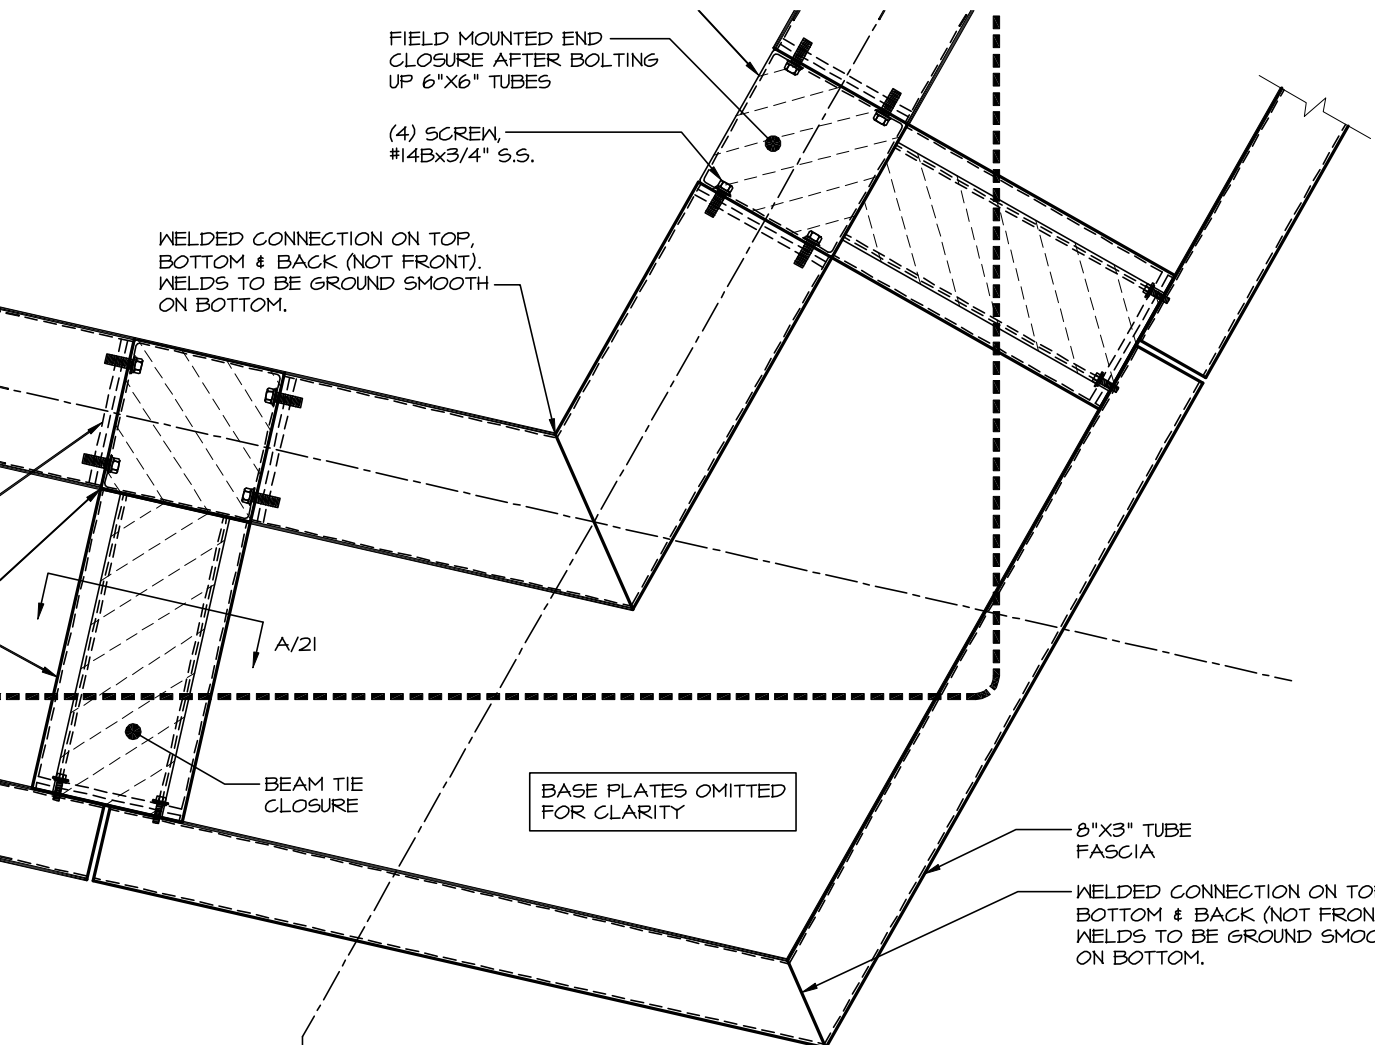 FIELD MOUNTED END
CLOSURE AFTER BOLTING
UP 6"X6" TUBES
(4) SCREW,
#14Bx3/4" S.S.
WELDED CONNECTION ON TOP,
BOTTOM & BACK (NOT FRONT).
WELDS TO BE GROUND SMOOTH
ON BOTTOM.
A/21
BEAM TIE
CLOSURE
BASE PLATES OMITTED
FOR CLARITY
8"X3" TUBE
FASCIA
WELDED CONNECTION ON TO
BOTTOM & BACK (NOT FRON
WELDS TO BE GROUND SMOO
ON BOTTOM.